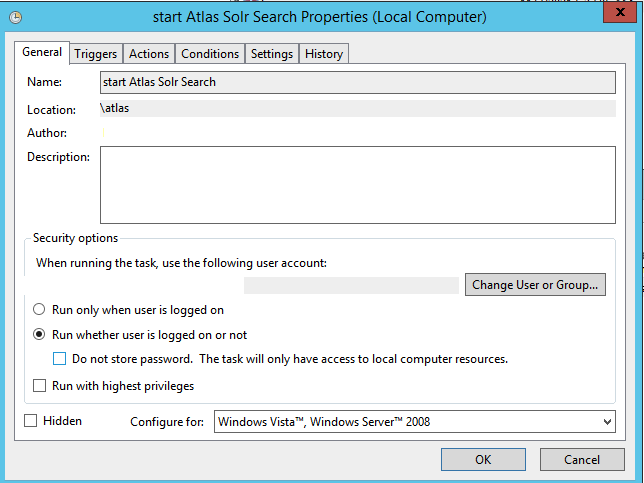 start Atlas Solr Search Properties (Local Computer)
x
General Triggers Actions Conditions Settings History
Name: start Atlas Solr Search
Location: \atlas
Author:
Description:
Security options
When running the task, use the following user account:
Change User or Group...
Run only when user is logged on
Run whether user is logged on or not
Do not store password. The task will only have access to local computer resources.
Run with highest privileges
Hidden Configure for: Windows Vista™, Windows Server™ 2008
OK Cancel